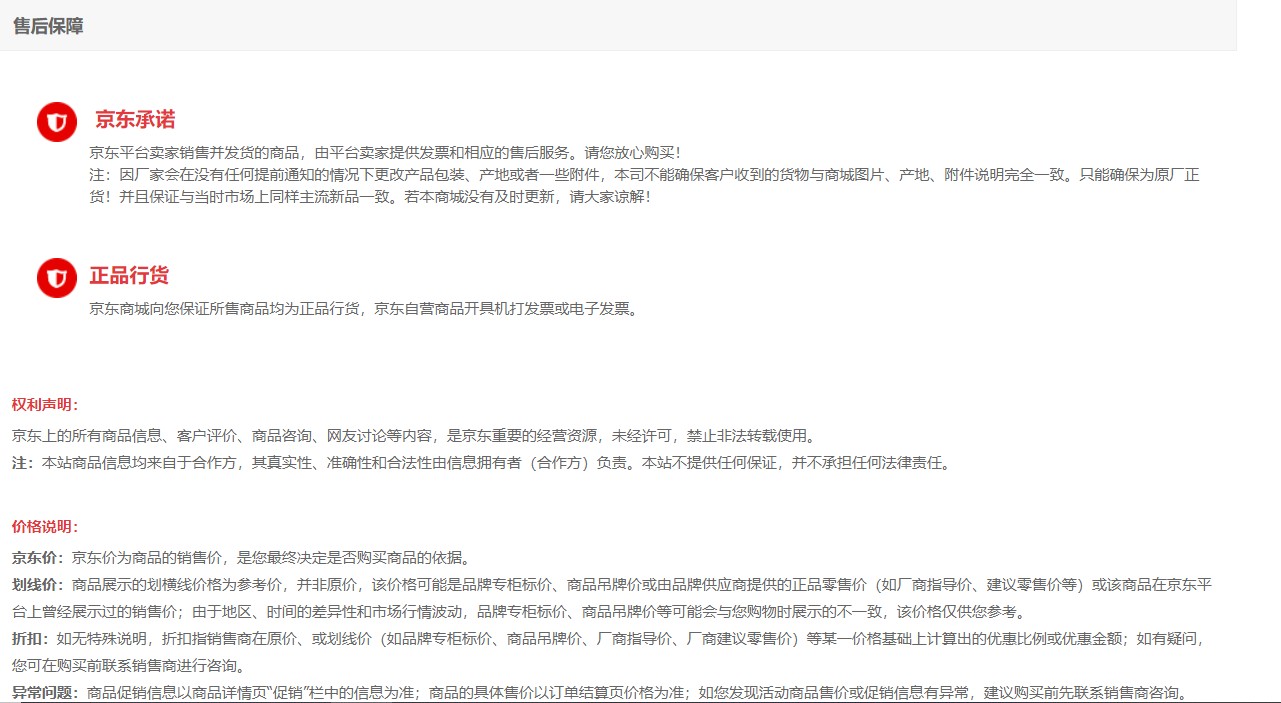 售后保障
京东承诺
京东平台卖家销售并发货的商品，由平台卖家提供发票和相应的售后服务。请您放心购买！
注：因厂家会在没有任何提前通知的情况下更改产品包装、产地或者一些附件，本司不能确保客户收到的货物与商城图片、产地、附件说明完全一致。只能确保为原厂正
货！并且保证与当时市场上同样主流新品一致。若本商城没有及时更新，请大家谅解！
正品行货
京东商城向您保证所售商品均为正品行货，京东自营商品开具机打发票或电子发票。
权利声明：
京东上的所有商品信息、客户评价、商品咨询、网友讨论等内容，是京东重要的经营资源，未经许可，禁止非法转载使用。
注：本站商品信息均来自于合作方，其真实性、准确性和合法性由信息拥有者（合作方）负责。本站不提供任何保证，并不承担任何法律责任。
价格说明：
京东价：京东价为商品的销售价，是您最终决定是否购买商品的依据。
划线价：商品展示的划横线价格为参考价，并非原价，该价格可能是品牌专柜标价、商品吊牌价或由品牌供应商提供的正品零售价（如厂商指导价、建议零售价等）或该商品在京东平
台上曾经展示过的销售价；由于地区、时间的差异性和市场行情波动，品牌专柜标价、商品吊牌价等可能会与您购物时展示的不一致，该价格仅供您参考。
折扣：如无特殊说明，折扣指销售商在原价、或划线价（如品牌专柜标价、商品吊牌价、厂商指导价、厂商建议零售价）等某一价格基础上计算出的优惠比例或优惠金额；如有疑问，
您可在购买前联系销售商进行咨询。
异常问题：商品促销信息以商品详情页“促销”栏中的信息为准；商品的具体售价以订单结算页价格为准；如您发现活动商品售价或促销信息有异常，建议购买前先联系销售商咨询。